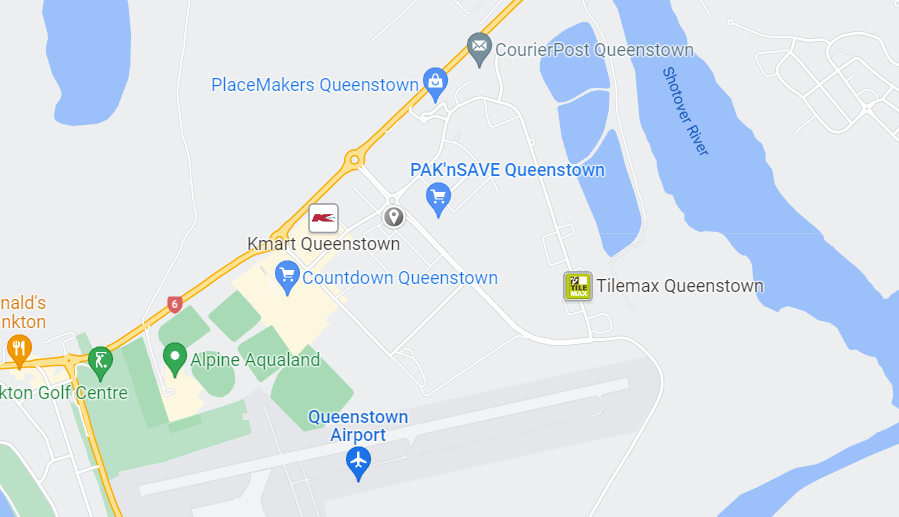 CourierPost Queenstown
PlaceMakers Queenstown
Shotover River
PAK'nSAVE Queenstown
Kmart Queenstown
Countdown Queenstown
TILE
MAX
Tilemax Queenstown
6
nald's
nkton
Alpine Aqualand
kton Golf Centre
Queenstown
Airport